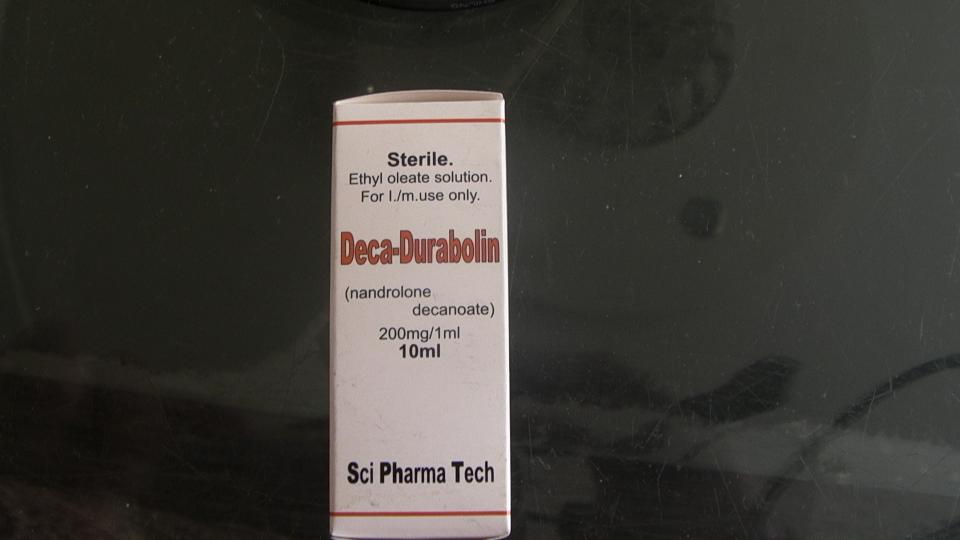 Sterile.
Ethyl oleate solution.
For I./m.use only.
Deca-Durabolin
(nandrolone
decanoate)
200mg/1ml
10ml
Sci Pharma Tech